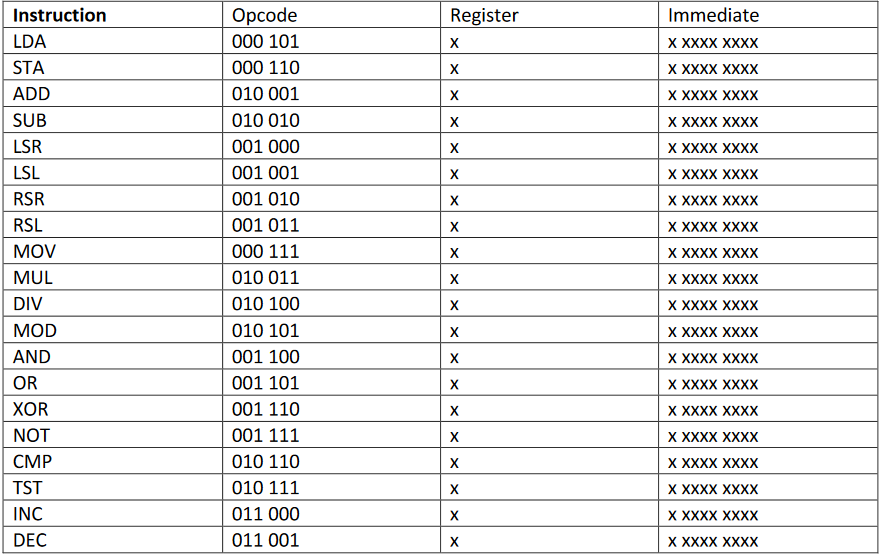 Instruction Opcode Register Immediate
LDA 000 101 x x xxxx xxxx
STA 000 110 x x xxxx xxxx
ADD 010 001 x x xxxx xxxx
SUB 010 010 x x xxxx xxxx
LSR 001 000 x x xxxx xxxx
LSL 001 001 x x xxxx xxxx
RSR 001 010 x x xxxx xxxx
RSL 001 011 x x xxxx xxxx
MOV 000 111 x x xxxx xxxx
MUL 010 011 x x xxxx xxxx
DIV 010 100 x x xxxx xxxx
MOD 010 101 x x xxxx xxxx
AND 001 100 x x xxxx xxxx
OR 001 101 x x xxxx xxxx
XOR 001 110 x x xxxx xxxx
NOT 001 111 x x xxxx xxxx
CMP 010 110 x x xxxx xxxx
TST 010 111 x x xxxx xxxx
INC 011 000 x x xxxx xxxx
DEC 011 001 x x xxxx xxxx